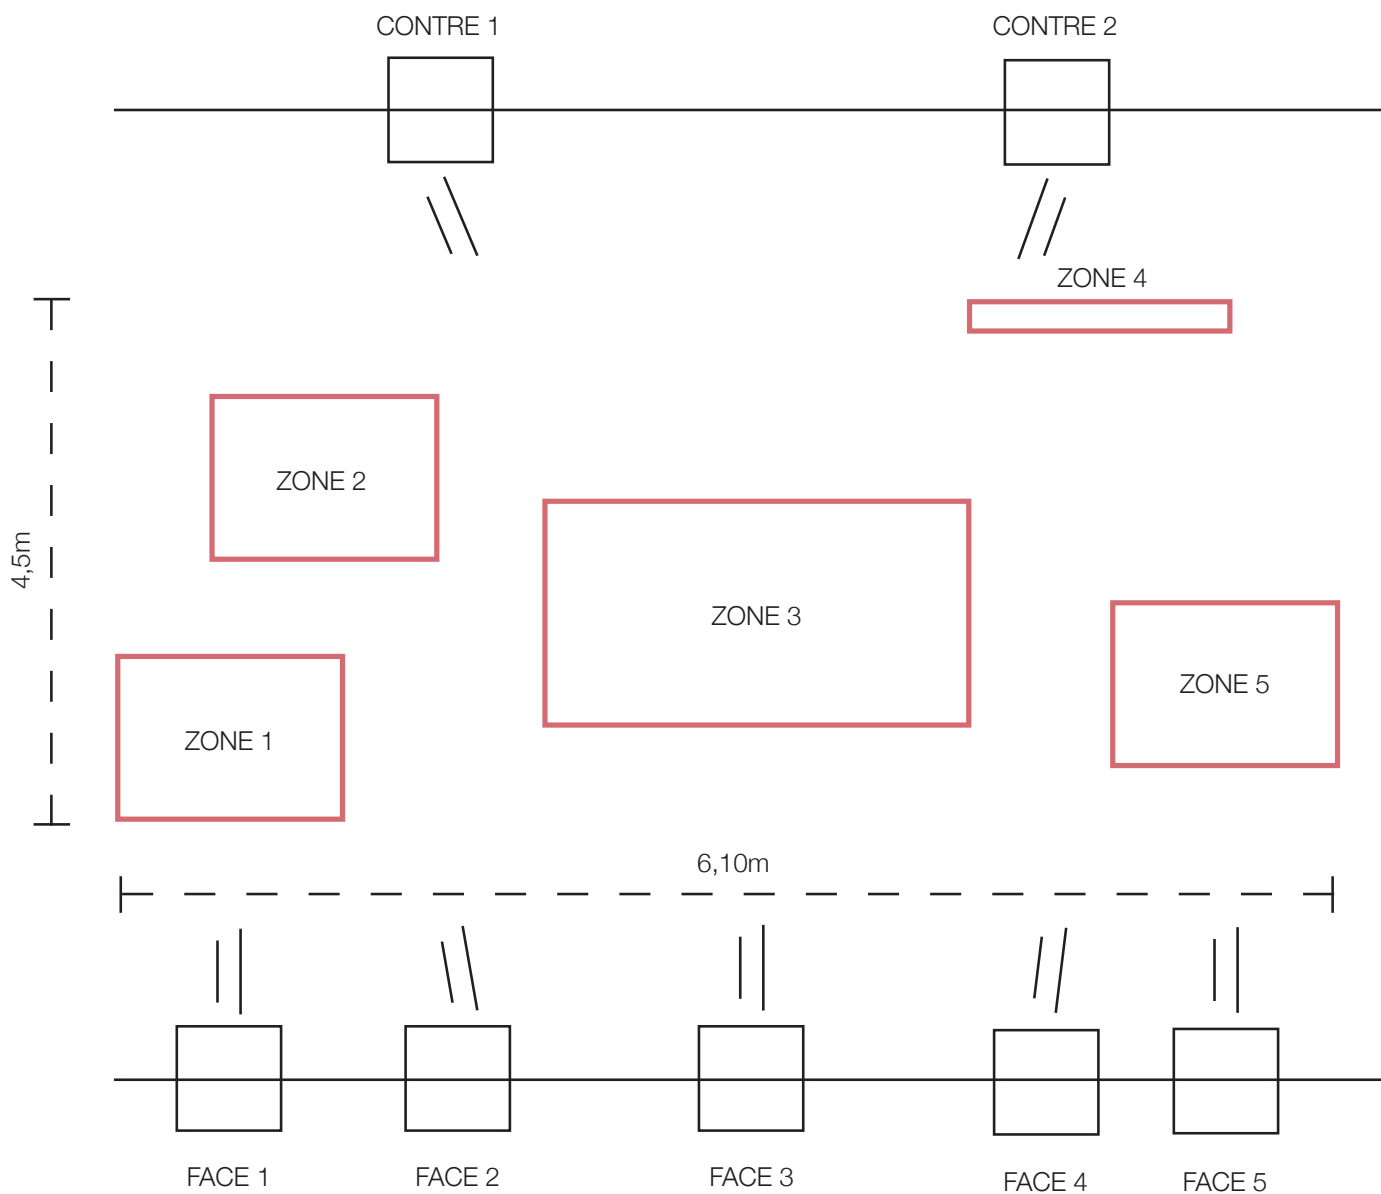 CONTRE 1
CONTRE 2
ZONE 4
ZONE 2
4,5m
ZONE 3
ZONE 5
ZONE 1
6,10m
FACE 1
FACE 2
FACE 3
FACE 4
FACE 5